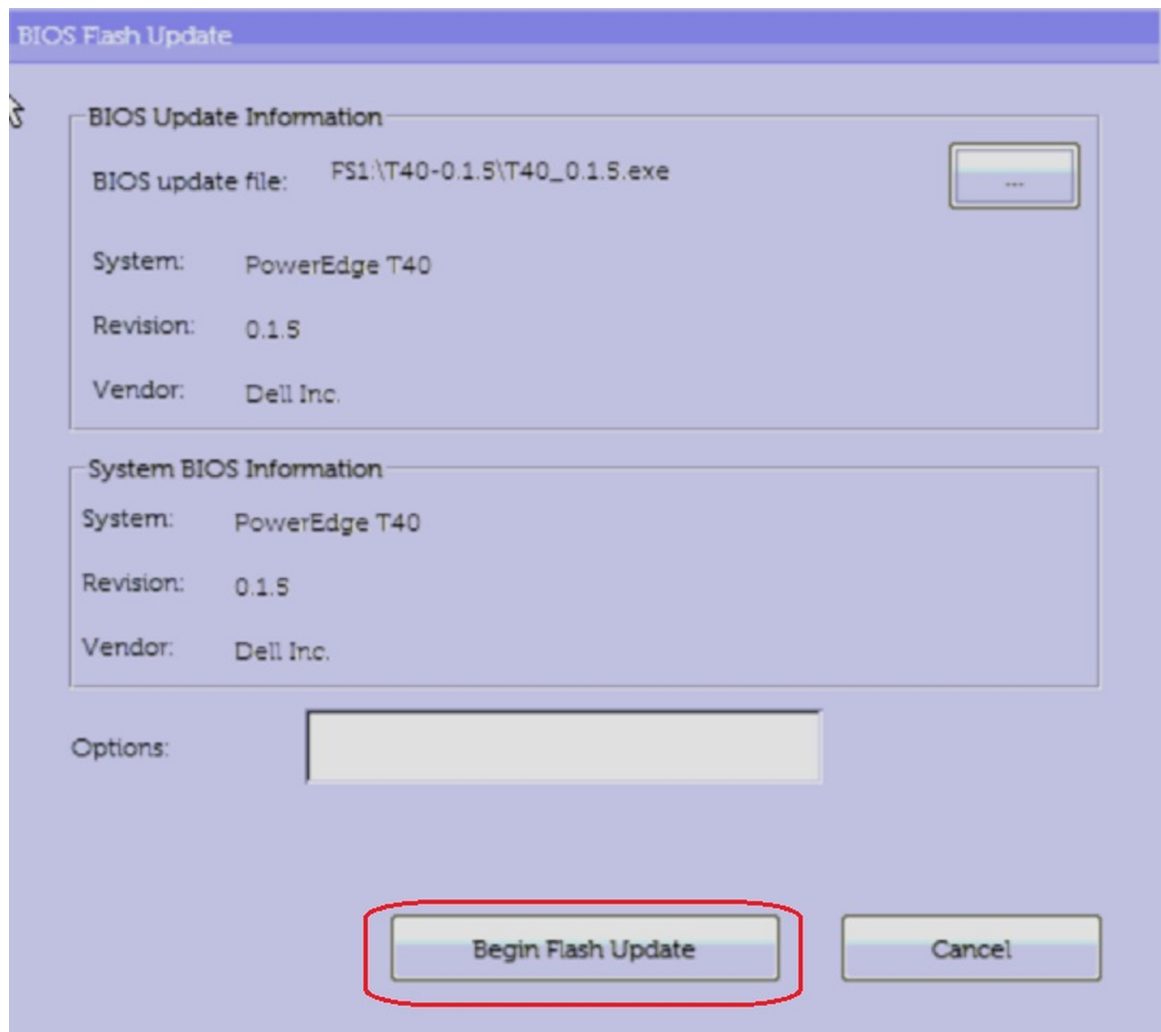 BIOS Flash Update
BIOS Update Information
BIOS update file: FS1:\T40-0.1.5\T40_0.1.5.exe
...
System: PowerEdge T40
Revision: 0.1.5
Vendor: Dell Inc.
System BIOS Information
System: PowerEdge T40
Revision: 0.1.5
Vendor: Dell Inc.
Options:
Begin Flash Update
Cancel